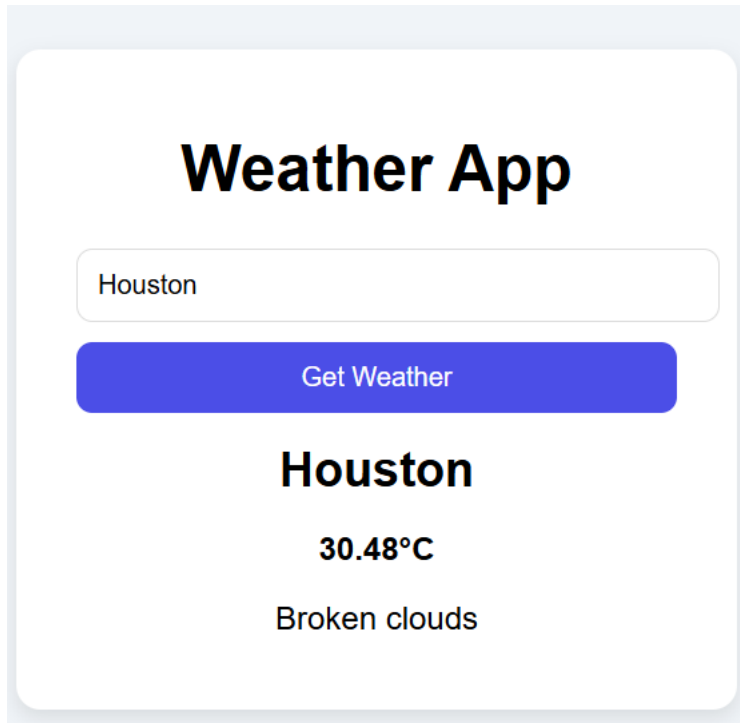 Weather App
Houston
Get Weather
Houston
30.48°C
Broken clouds